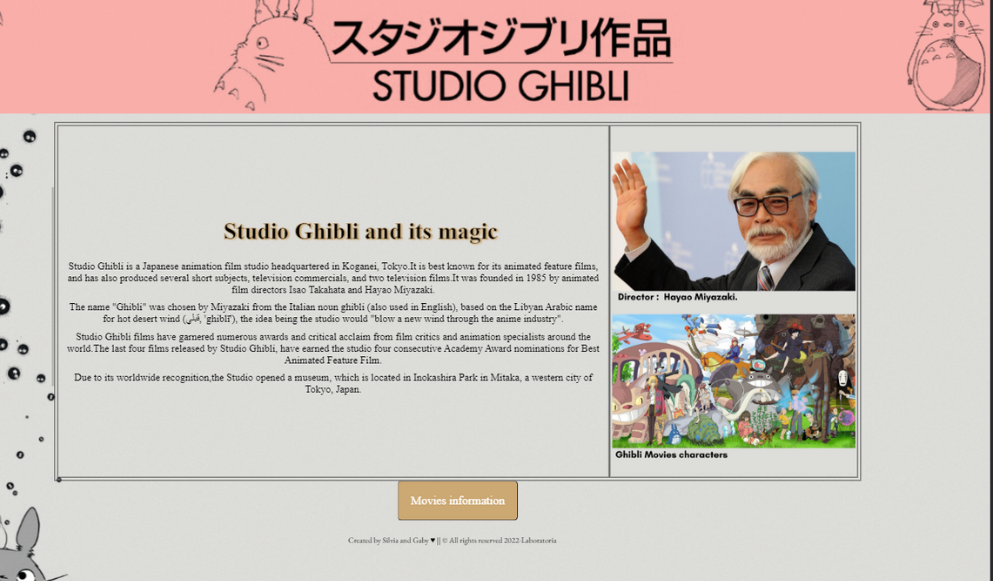 スタジオジブリ作品
STUDIO GHIBLI
Studio Ghibli and its magic
Studio Ghibli is a Japanese animation film studio headquartered in Koganei, Tokyo.It is best known for its animated feature films,
and has also produced several short subjects, television commercials, and two television films.It was founded in 1985 by animation
film directors Isao Takahata and Hayao Miyazaki.
The name "Ghibli" was chosen by Miyazaki from the Italian noun ghibli (also used in English), based on the Libyan Arabic name
for hot desert wind (قبلي, 'ghiblī'), the idea being the studio would "blow a new wind through the anime industry".
Studio Ghibli films have garnered numerous awards and critical acclaim from film critics and animation specialists around the
world.The last four films released by Studio Ghibli, have earned the studio four consecutive Academy Award nominations for Best
Animated Feature Film.
Due to its worldwide recognition,the Studio opened a museum, which is located in Inokashira Park in Mitaka, a western city of
Tokyo, Japan.
Director : Hayao Miyazaki.
Ghibli Movies characters
Movies information
Created by Silvia and Gaby ♥ || © All rights reserved 2022-Laboratoria